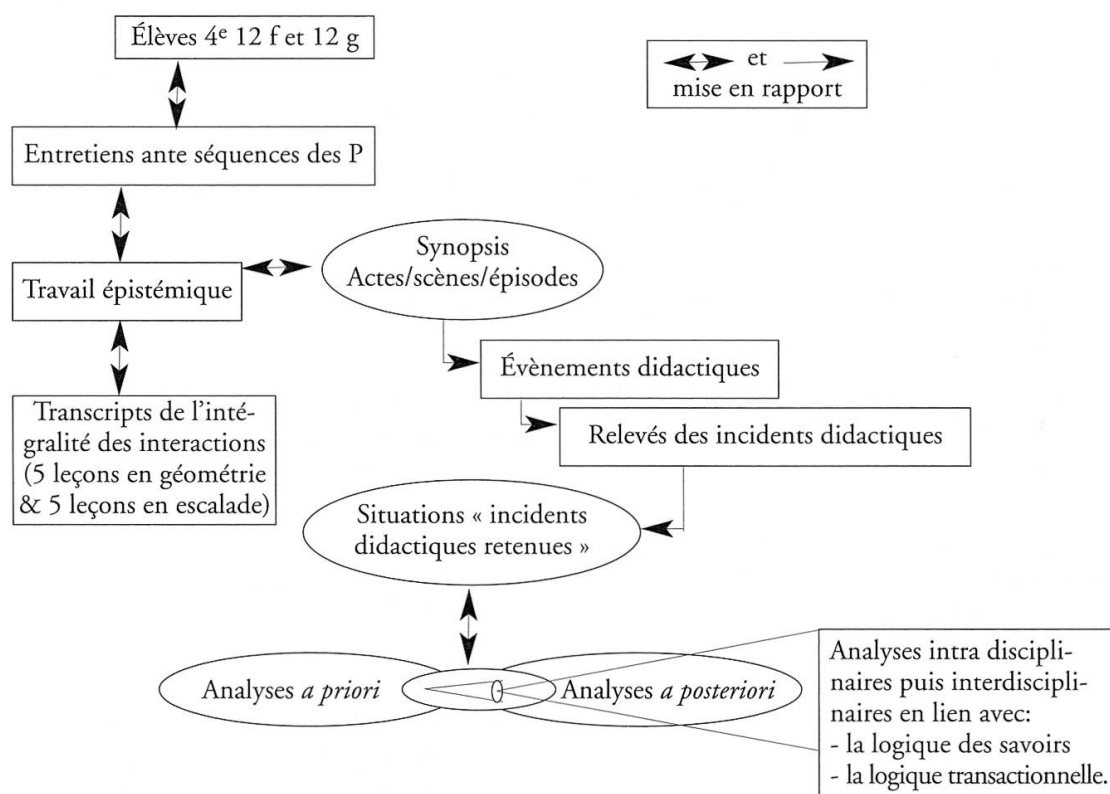 Élèves 4e 12 f et 12 g
et
mise en rapport
Entretiens ante séquences des P
Synopsis
Actes/scènes/épisodes
Travail épistémique
Évènements didactiques
Transcripts de l’inté-
gralité des interactions
(5 leçons en géométrie
& 5 leçons en escalade)
Relevés des incidents didactiques
Situations « incidents
didactiques retenues »
Analyses a priori
Analyses a posteriori
Analyses intra discipli-
naires puis interdiscipli-
naires en lien avec:
- la logique des savoirs
- la logique transactionnelle.